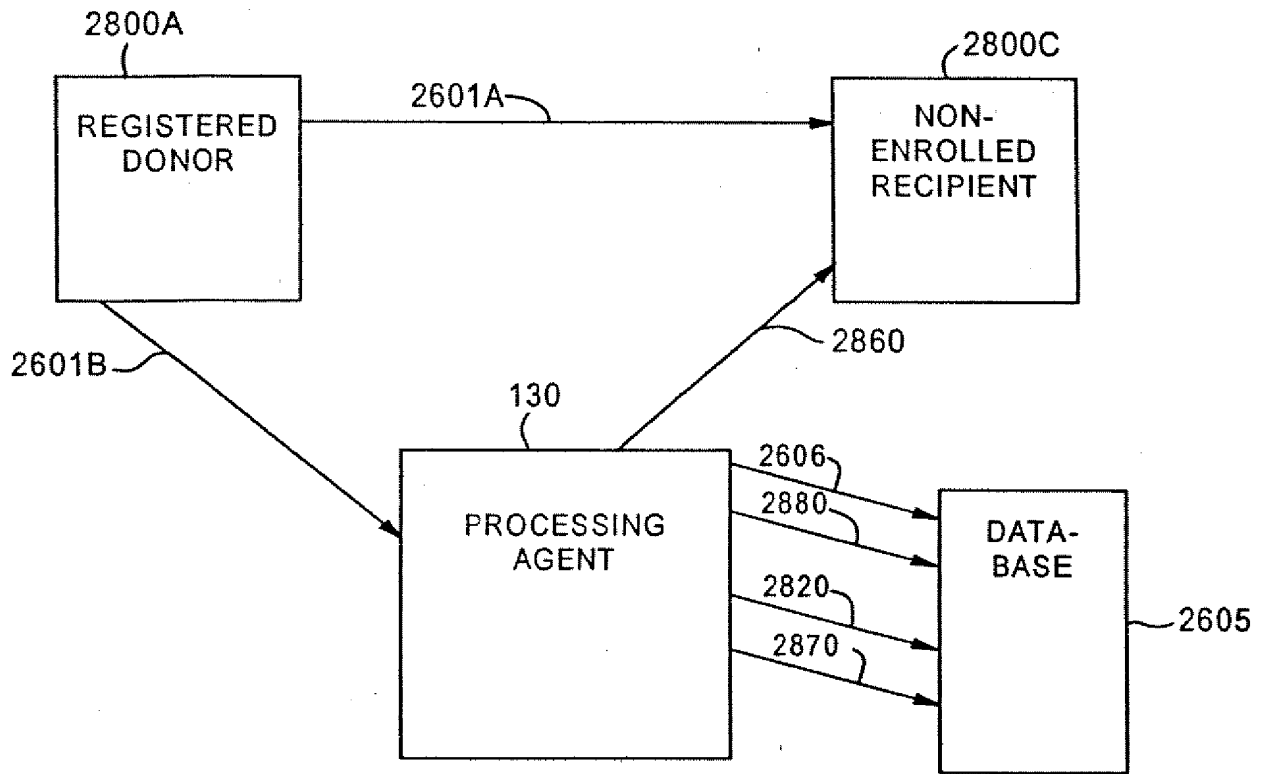 2800A
2800C
2601A
REGISTERED
DONOR
NON-
ENROLLED
RECIPIENT
2601B
2860
130
2606
2880
PROCESSING
AGENT
DATA-
BASE
2820
2605
2870